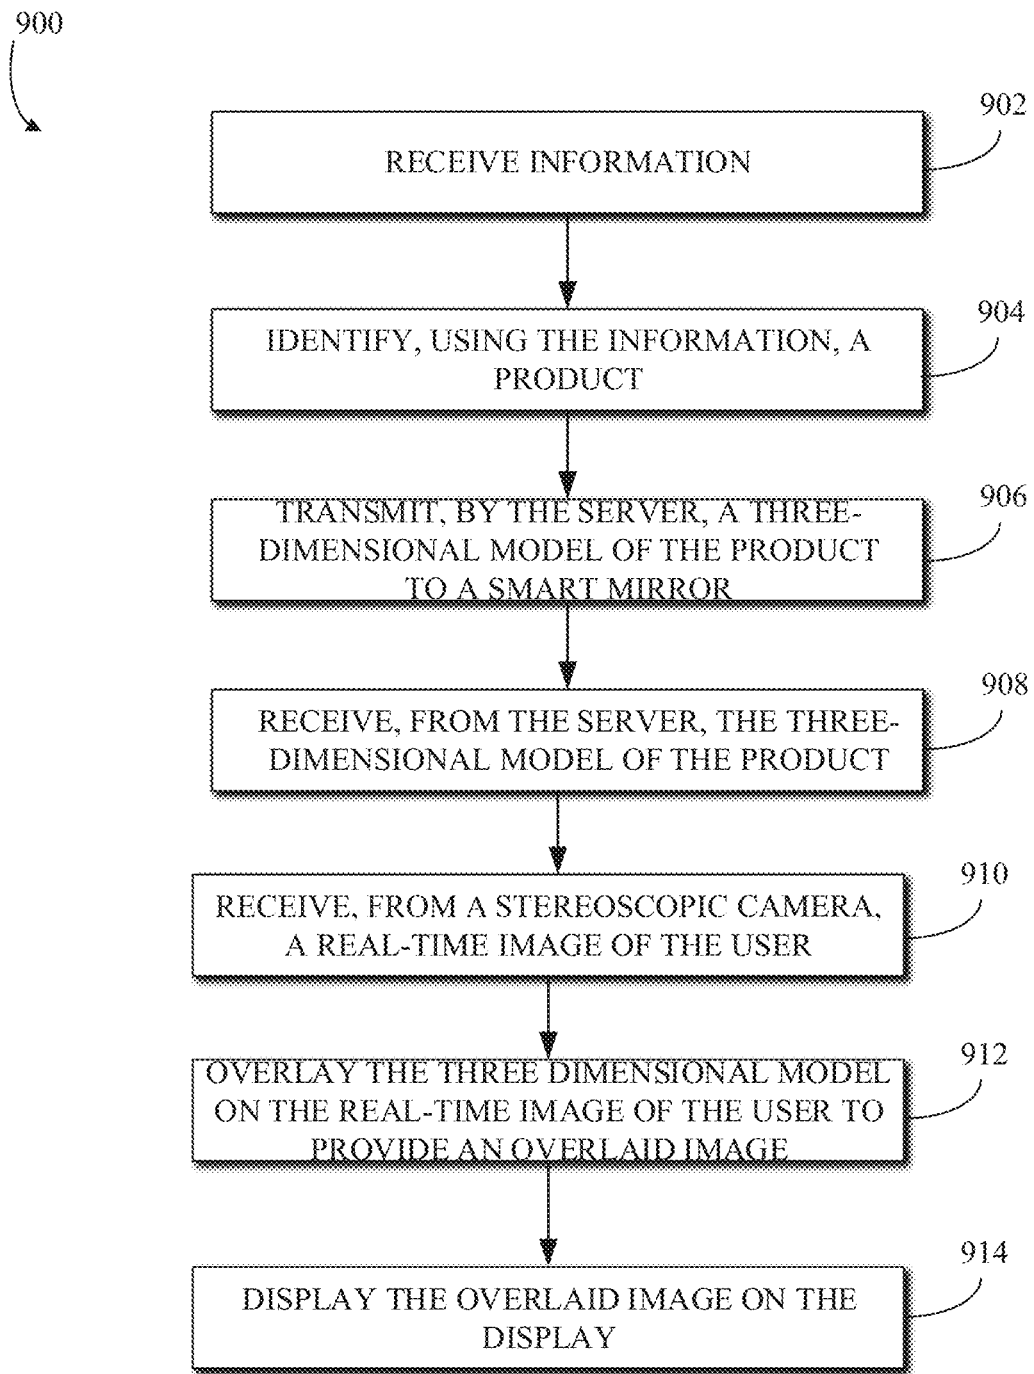 900
902
RECEIVE INFORMATION
904
IDENTIFY, USING THE INFORMATION, A
PRODUCT
906
TRANSMIT, BY THE SERVER, A THREE-
DIMENSIONAL MODEL OF THE PRODUCT
TO A SMART MIRROR
908
RECEIVE, FROM THE SERVER, THE THREE-
DIMENSIONAL MODEL OF THE PRODUCT
910
RECEIVE, FROM A STEREOSCOPIC CAMERA,
A REAL-TIME IMAGE OF THE USER
912
OVERLAY THE THREE DIMENSIONAL MODEL
ON THE REAL-TIME IMAGE OF THE USER TO
PROVIDE AN OVERLAID IMAGE
914
DISPLAY THE OVERLAID IMAGE ON THE
DISPLAY